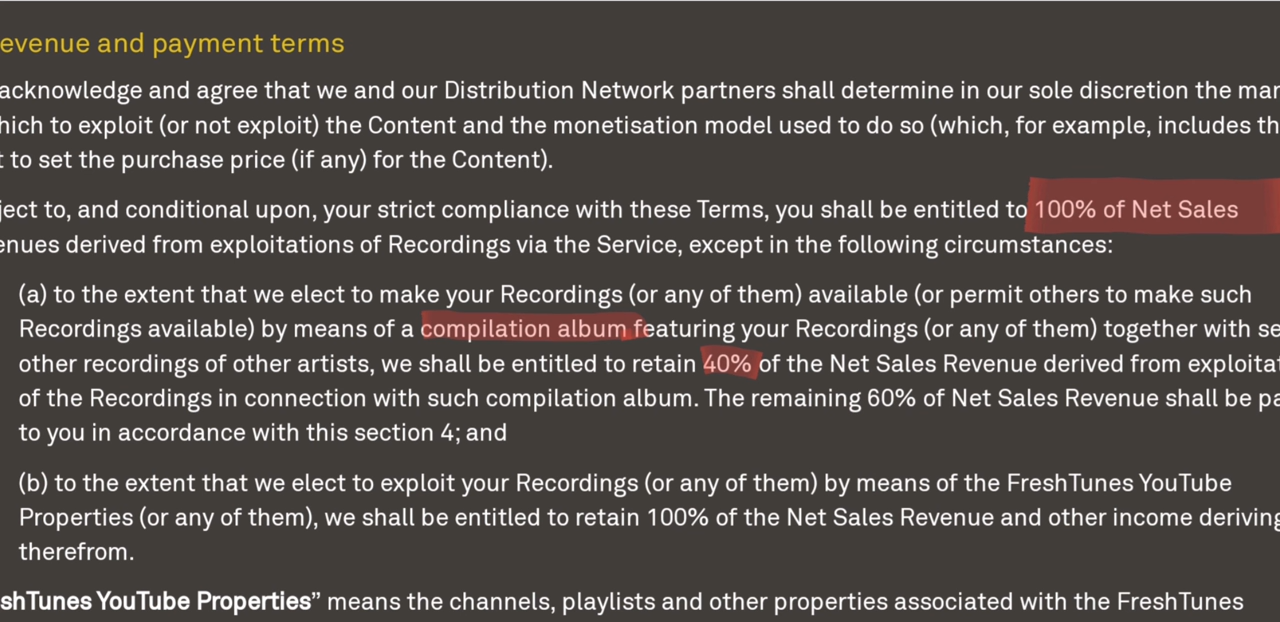 evenue and payment terms
acknowledge and agree that we and our Distribution Network partners shall determine in our sole discretion the
hich to exploit (or not exploit) the Content and the monetisation model used to do so (which, for example, includes
to set the purchase price (if any) for the Content).
ject to, and conditional upon, your strict compliance with these Terms, you shall be entitled to 100% of Net Sales
enues derived from exploitations of Recordings via the Service, except in the following circumstances:
(a) to the extent that we elect to make your Recordings (or any of them) available (or permit others to make such
Recordings available) by means of a compilation album featuring your Recordings (or any of them) together with
other recordings of other artists, we shall be entitled to retain 40% of the Net Sales Revenue derived from
of the Recordings in connection with such compilation album. The remaining 60% of Net Sales Revenue shall be
to you in accordance with this section 4; and
(b) to the extent that we elect to exploit your Recordings (or any of them) by means of the FreshTunes YouTube
Properties (or any of them), we shall be entitled to retain 100% of the Net Sales Revenue and other income deriving
therefrom.
shTunes YouTube Properties” means the channels, playlists and other properties associated with the FreshTunes